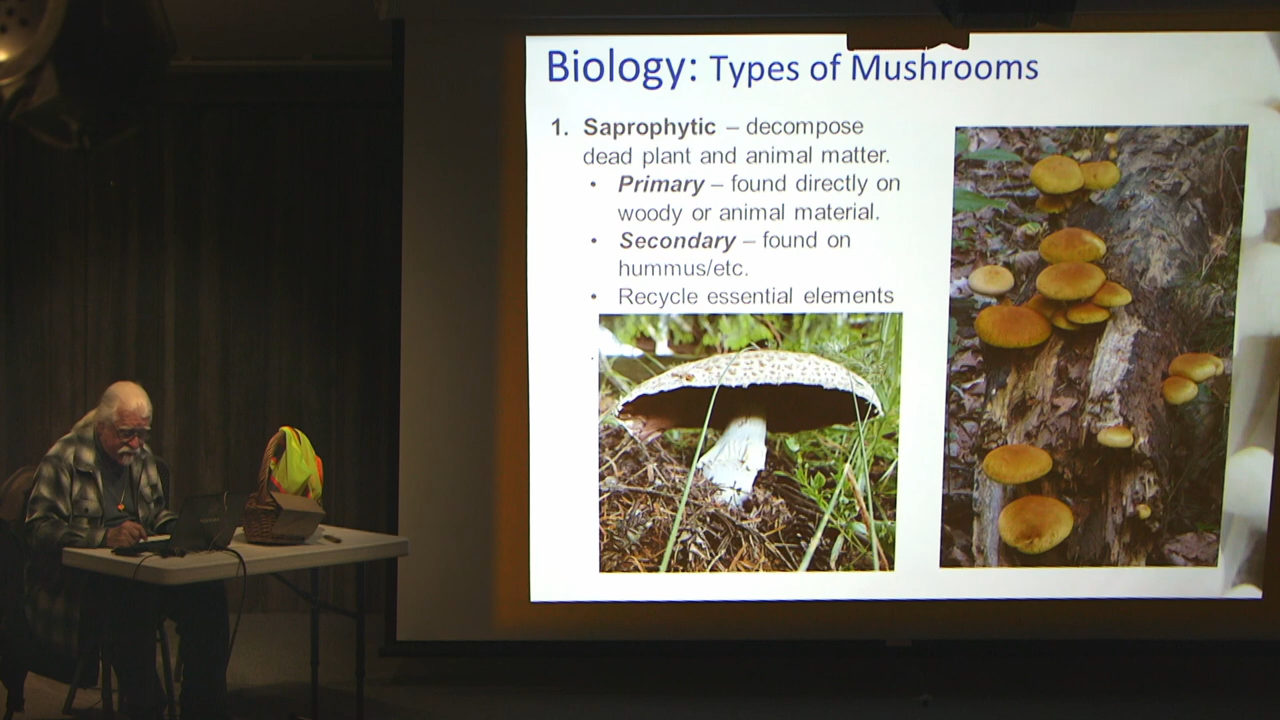 Biology: Types of Mushrooms
1. Saprophytic – decompose
dead plant and animal matter.
• Primary – found directly on
woody or animal material.
• Secondary – found on
hummus/etc.
• Recycle essential elements